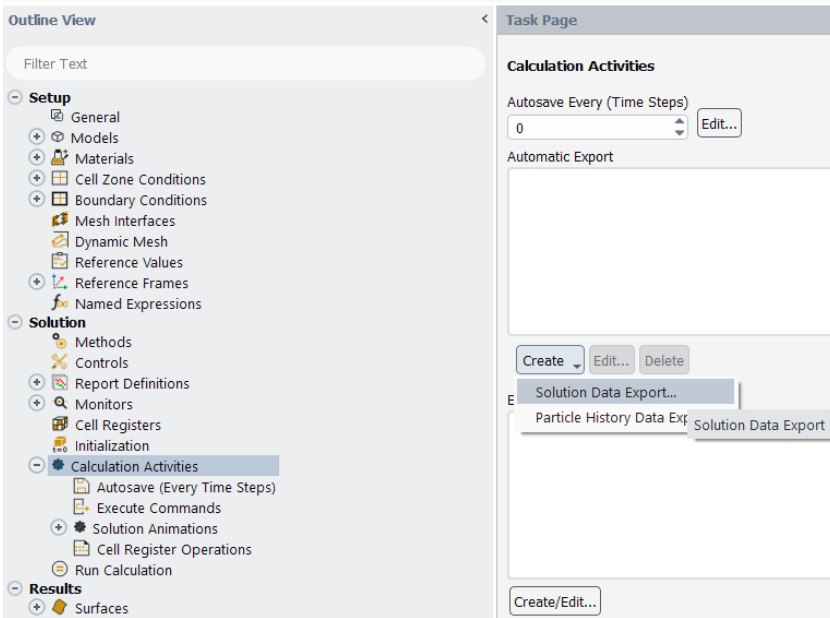 Outline View
Filter Text
Setup
General
Models
Materials
Cell Zone Conditions
Boundary Conditions
Mesh Interfaces
Dynamic Mesh
Reference Values
Reference Frames
Named Expressions
Solution
Methods
Controls
Report Definitions
Monitors
Cell Registers
Initialization
Calculation Activities
Autosave (Every Time Steps)
Execute Commands
Solution Animations
Cell Register Operations
Run Calculation
Results
Surfaces
Task Page
Calculation Activities
Autosave Every (Time Steps)
0 Edit...
Automatic Export
Create Edit... Delete
Solution Data Export...
Particle History Data Exp
Solution Data Export
Create/Edit...